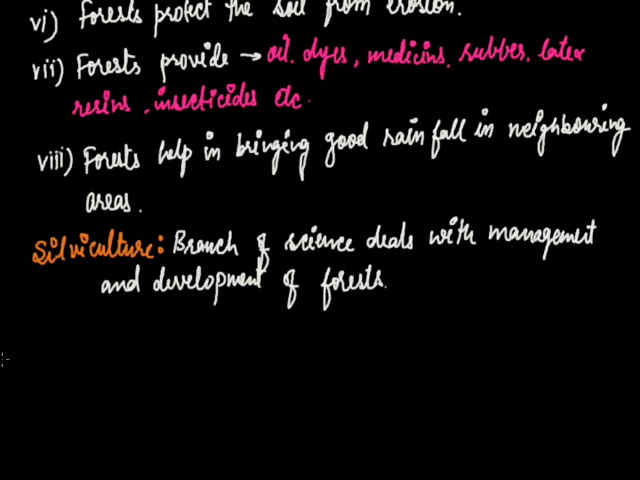 vi) Forests protect the soil from erosion.
vii) Forests provide → oil, dyes, medicins, rubber, latex
resins, insecticides etc.
viii) Forests help in bringing good rain fall in neighbouring
areas.
Silviculture: Branch of science deals with management
and development of forests.